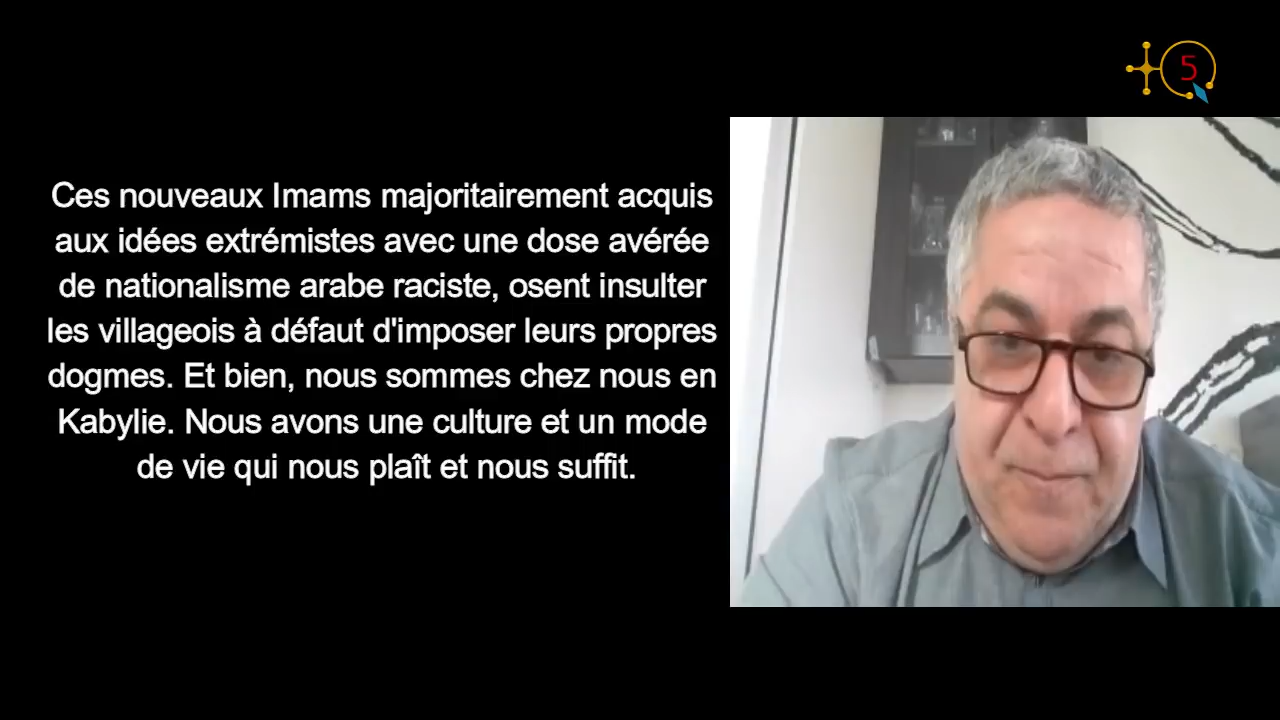 5
Ces nouveaux Imams majoritairement acquis
aux idées extrémistes avec une dose avérée
de nationalisme arabe raciste, osent insulter
les villageois à défaut d'imposer leurs propres
dogmes. Et bien, nous sommes chez nous en
Kabylie. Nous avons une culture et un mode
de vie qui nous plaît et nous suffit.